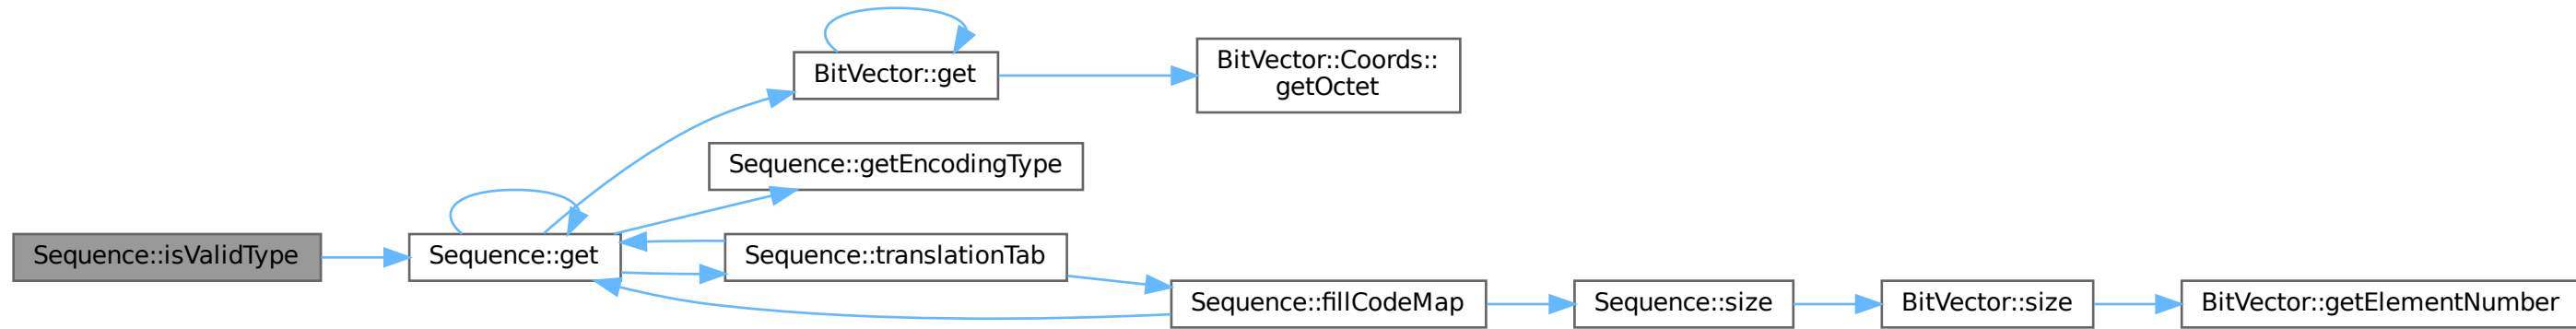 BitVector::get
BitVector::Coords::
getOctet
Sequence::getEncodingType
Sequence::isValidType
Sequence::get
Sequence::translationTab
Sequence::fillCodeMap
Sequence::size
BitVector::size
BitVector::getElementNumber